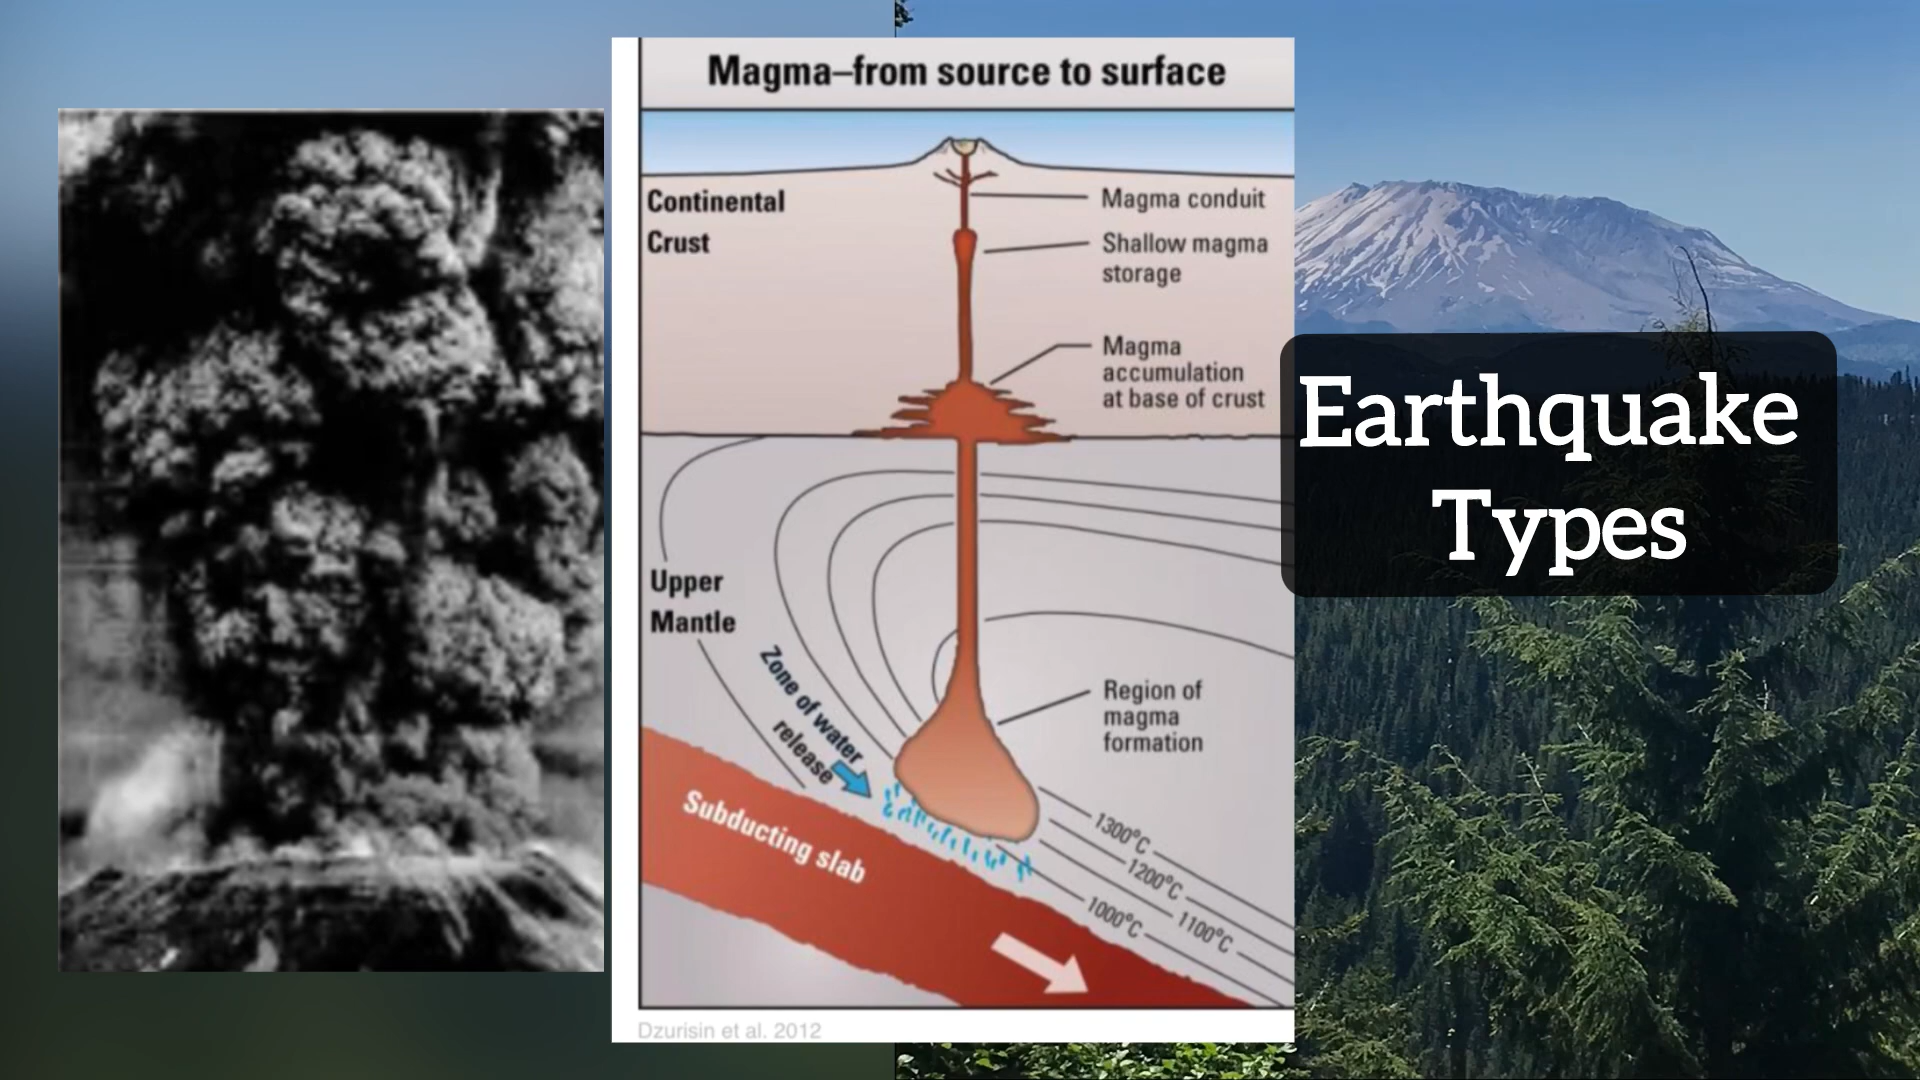 Magma–from source to surface
Continental
Crust
Magma conduit
Shallow magma
storage
Magma
accumulation
at base of crust
Upper
Mantle
Zone of water
release
Region of
magma
formation
Subducting slab
1300°C
1200°C
1100°C
1000°C
Dzurisin et al. 2012
Earthquake
Types